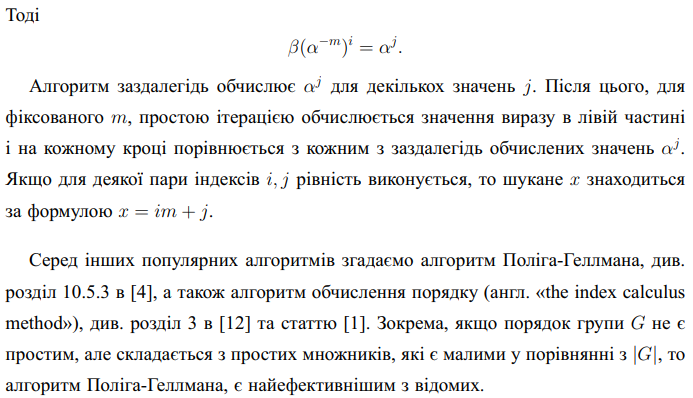 Тоді
β(α⁻ᵐ)ⁱ = αʲ.
Алгоритм заздалегідь обчислює αʲ для декількох значень j. Після цього, для
фіксованого m, простою ітерацією обчислюється значення виразу в лівій частині
і на кожному кроці порівнюється з кожним з заздалегідь обчислених значень αʲ.
Якщо для деякої пари індексів i, j рівність виконується, то шукане x знаходиться
за формулою x = im + j.
Серед інших популярних алгоритмів згадаємо алгоритм Поліга-Геллмана, див.
розділ 10.5.3 в [4], а також алгоритм обчислення порядку (англ. «the index calculus
method»), див. розділ 3 в [12] та статтю [1]. Зокрема, якщо порядок групи G не є
простим, але складається з простих множників, які є малими у порівнянні з |G|, то
алгоритм Поліга-Геллмана, є найефективнішим з відомих.